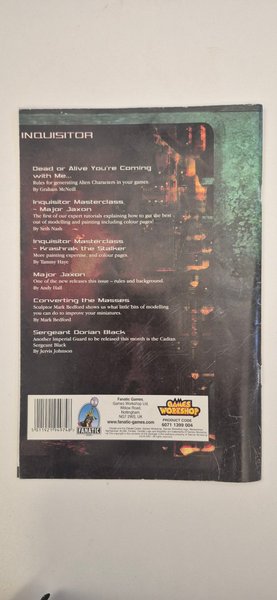 INQUISITOR
Dead or Alive You're Coming
with Me...
Rules for generating Alien Characters in your games.
By Graham McNeill
Inquisitor Masterclass
- Major Jaxon
The first of our expert tutorials explaining how to get the best
out of modelling and painting including colour pages!
By Seth Nash
Inquisitor Masterclass
- Krashrak the Stalker
More painting expertise, and colour pages.
By Tammy Haye
Major Jaxon
One of the new releases this issue - rules and background.
By Andy Hall
Converting the Masses
Sculptor Mark Bedford shows us what little bits of modelling
you can do to improve your miniatures.
By Mark Bedford
Sergeant Dorian Black
Another Imperial Guard to be released this month is the Cadian
Sergeant Black
By Jervis Johnson
FANATIC
Fanatic Games
Games Workshop Ltd,
Willow Road,
Nottingham
NG7 2WS, UK
www.fanatic-games.com
GAMES
WORKSHOP
PRODUCT CODE
6071 1399 004